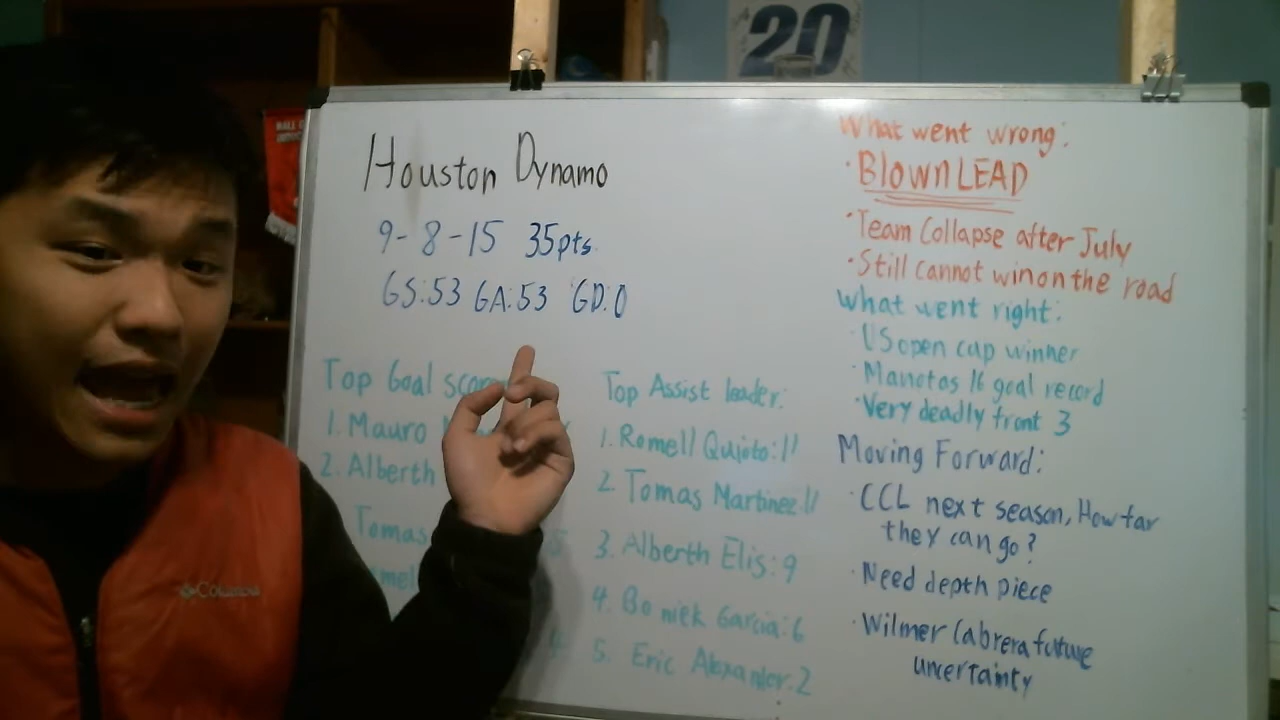 20
Houston Dynamo
9-8-15 35pts.
GS:53 GA:53 GD:0
Top Goal scor
1. Mauro
2. Alberth
Tomas
Top Assist leader:
1. Romell Quioto:11
2. Tomas Martinez:11
3. Alberth Elis:9
4. Boniek Garcia:6
5. Eric Alexander:2
What went wrong:
·BlownLEAD
·Team Collapse after July
·Still cannot win on the road
What went right:
·US open cup winner
·Manotas 16 goal record
·Very deadly front 3
Moving Forward:
·CCL next season, How far
they can go?
·Need depth piece
·Wilmer Cabrera future
uncertainty
Columbia